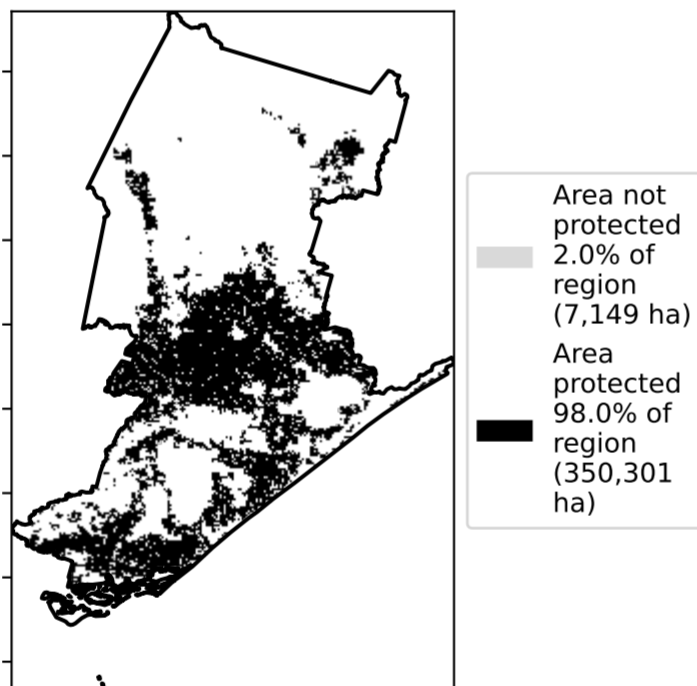 Area not
protected
2.0% of
region
(7,149 ha)
Area
protected
98.0% of
region
(350,301
ha)